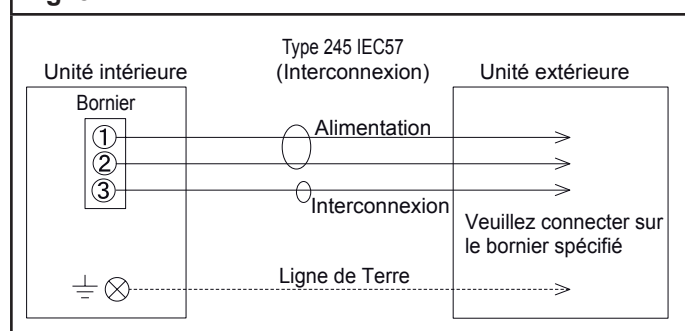 Type 245 IEC57
Unité intérieure
(Interconnexion)
Unité extérieure
Bornier
1
Alimentation
2
3
Interconnexion
Veuillez connecter sur
le bornier spécifié
Ligne de Terre